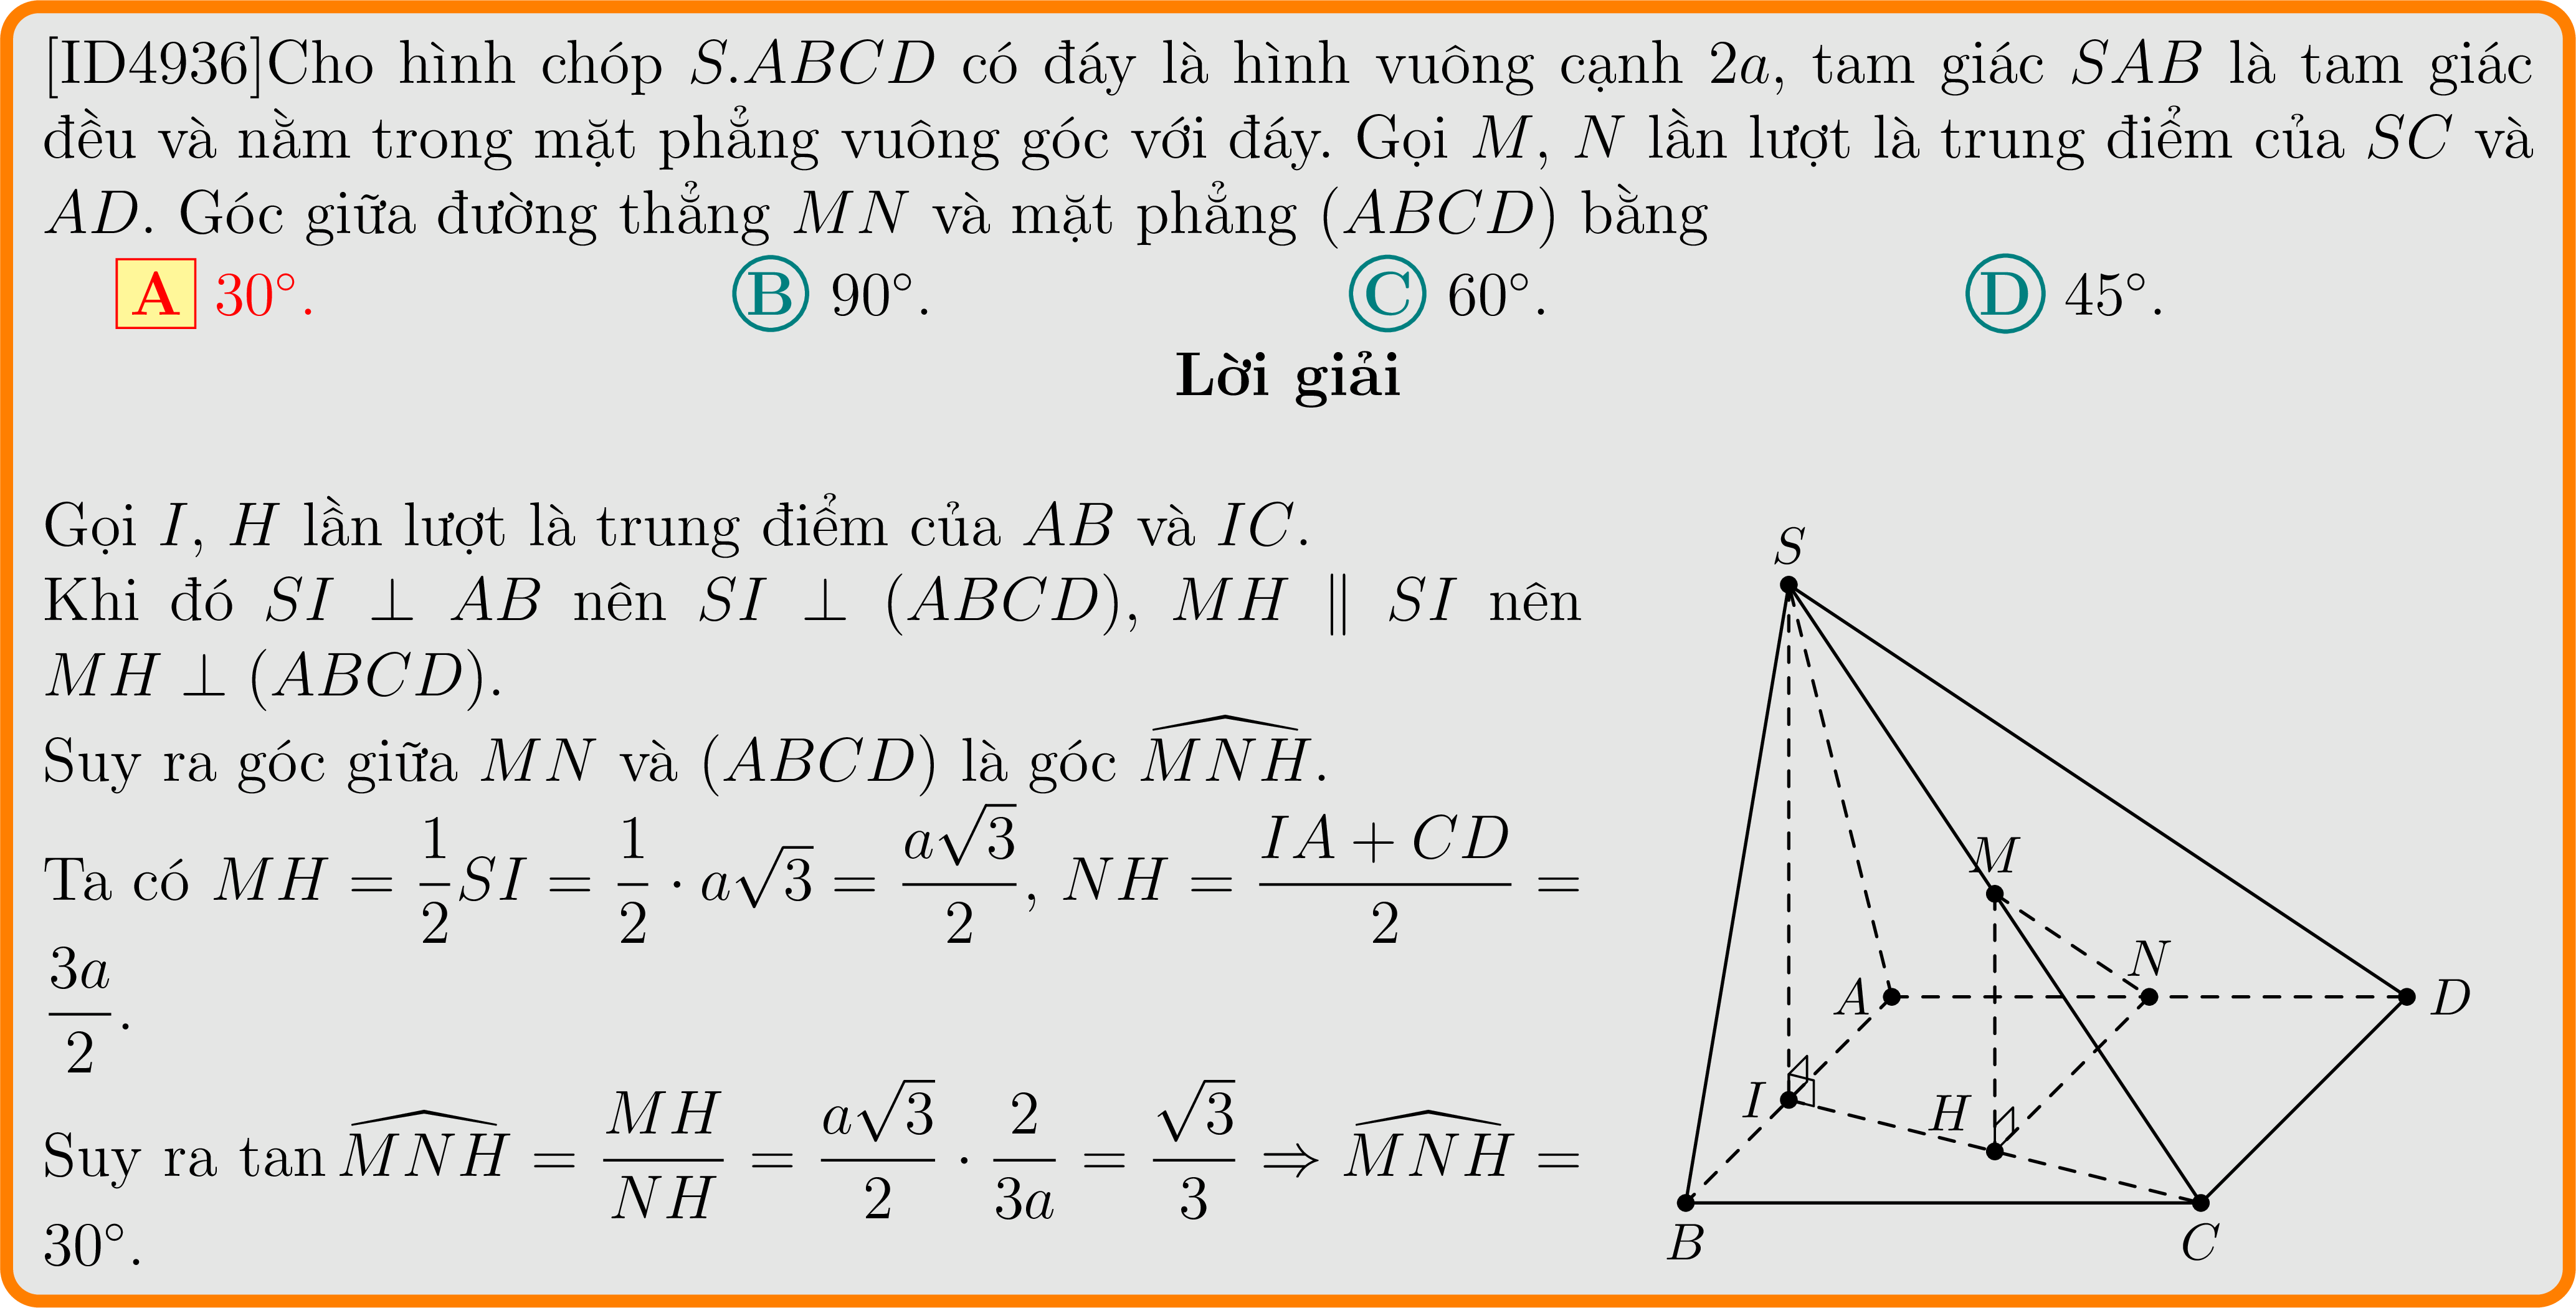 [ID4936]Cho hình chóp S.ABCD có đáy là hình vuông cạnh 2a, tam giác SAB là tam giác
đều và nằm trong mặt phẳng vuông góc với đáy. Gọi M, N lần lượt là trung điểm của SC và
AD. Góc giữa đường thẳng MN và mặt phẳng (ABCD) bằng
A 30°. B 90°. C 60°. D 45°.
Lời giải
Gọi I, H lần lượt là trung điểm của AB và IC.
Khi đó SI ⊥ AB nên SI ⊥ (ABCD), MH ∥ SI nên
MH ⊥ (ABCD).
Suy ra góc giữa MN và (ABCD) là góc $\widehat{MNH}$.
Ta có $MH = \frac{1}{2}SI = \frac{1}{2} \cdot a\sqrt{3} = \frac{a\sqrt{3}}{2}$, $NH = \frac{IA + CD}{2} =$
$\frac{3a}{2}$.
Suy ra $\tan \widehat{MNH} = \frac{MH}{NH} = \frac{a\sqrt{3}}{2} \cdot \frac{2}{3a} = \frac{\sqrt{3}}{3} \Rightarrow \widehat{MNH} =$
30°.
S
M
N
A
D
I
H
B
C